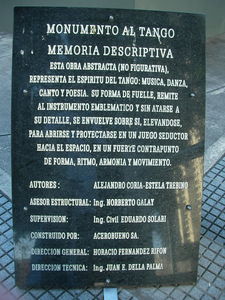 MONUMENTO AL TANGO
MEMORIA DESCRIPTIVA
ESTA OBRA ABSTRACTA (NO FIGURATIVA),
REPRESENTA EL ESPIRITU DEL TANGO: MUSICA, DANZA,
CANTO Y POESIA. SU FORMA DE FUELLE, REMITE
AL INSTRUMENTO EMBLEMATICO Y SIN ATARSE A
SU DETALLE, SE ENVUELVE SOBRE SI, ELEVANDOSE,
PARA ABRIRSE Y PROYECTARSE EN UN JUEGO SEDUCTOR
HACIA EL ESPACIO, EN UN FUERTE CONTRAPUNTO
DE FORMA, RITMO, ARMONIA Y MOVIMIENTO.
AUTORES: ALEJANDRO CORIA-ESTELA TREBINO
ASESOR ESTRUCTURAL: Ing. NORBERTO GALAY
SUPERVISION: Ing. Civil EDUARDO SOLARI
CONSTRUIDO POR: ACEROBUENO SA.
DIRECCION GENERAL: HORACIO FERNANDEZ RIFON
DIRECCION TECNICA: Ing. JUAN E. DELLA PALMA